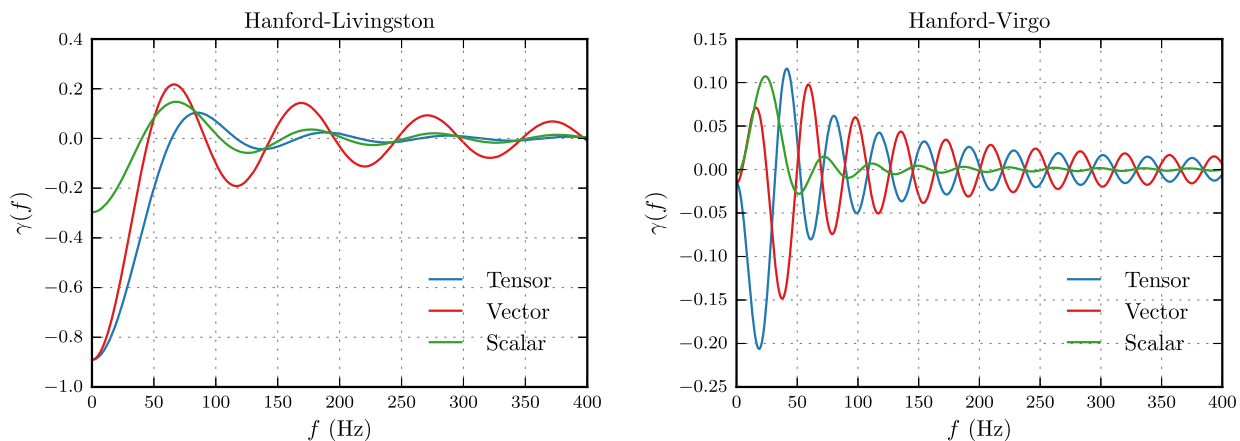 Hanford-Livingston
0.4
0.2
0.0
−0.2
−0.4
−0.6
−0.8
−1.0
γ(f)
Tensor
Vector
Scalar
0 50 100 150 200 250 300 350 400
f (Hz)
Hanford-Virgo
0.15
0.10
0.05
0.00
−0.05
−0.10
−0.15
−0.20
−0.25
γ(f)
Tensor
Vector
Scalar
0 50 100 150 200 250 300 350 400
f (Hz)